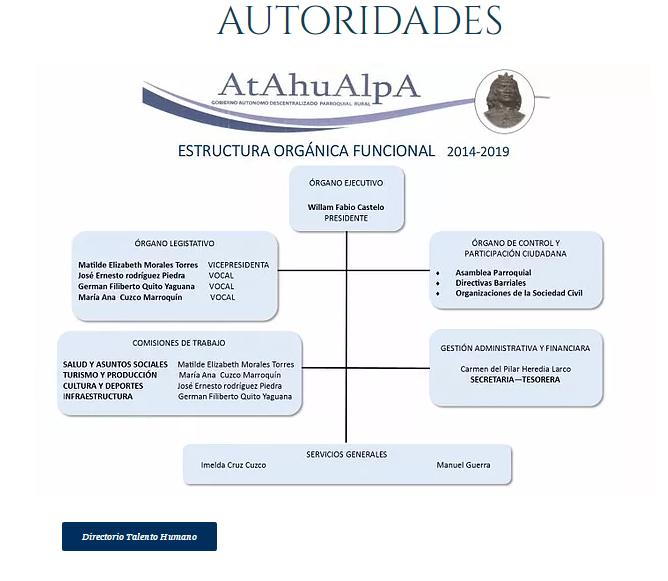 AUTORIDADES
AtAhuAlpA
GOBIERNO AUTONOMO DESCENTRALIZADO PARROQUIAL RURAL
ESTRUCTURA ORGÁNICA FUNCIONAL 2014-2019
ÓRGANO EJECUTIVO
Willam Fabio Castelo
PRESIDENTE
ÓRGANO LEGISTATIVO
Matilde Elizabeth Morales Torres VICEPRESIDENTA
José Ernesto rodríguez Piedra VOCAL
German Filiberto Quito Yaguana VOCAL
María Ana Cuzco Marroquín VOCAL
ÓRGANO DE CONTROL Y
PARTICIPACIÓN CIUDADANA
♦ Asamblea Parroquial
♦ Directivas Barriales
♦ Organizaciones de la Sociedad Civil
COMISIONES DE TRABAJO
SALUD Y ASUNTOS SOCIALES Matilde Elizabeth Morales Torres
TURISMO Y PRODUCCIÓN María Ana Cuzco Marroquín
CULTURA Y DEPORTES José Ernesto rodríguez Piedra
INFRAESTRUCTURA German Filiberto Quito Yaguana
GESTIÓN ADMINISTRATIVA Y FINANCIARA
Carmen del Pilar Heredia Larco
SECRETARIA—TESORERA
SERVICIOS GENERALES
Imelda Cruz Cuzco Manuel Guerra
Directorio Talento Humano